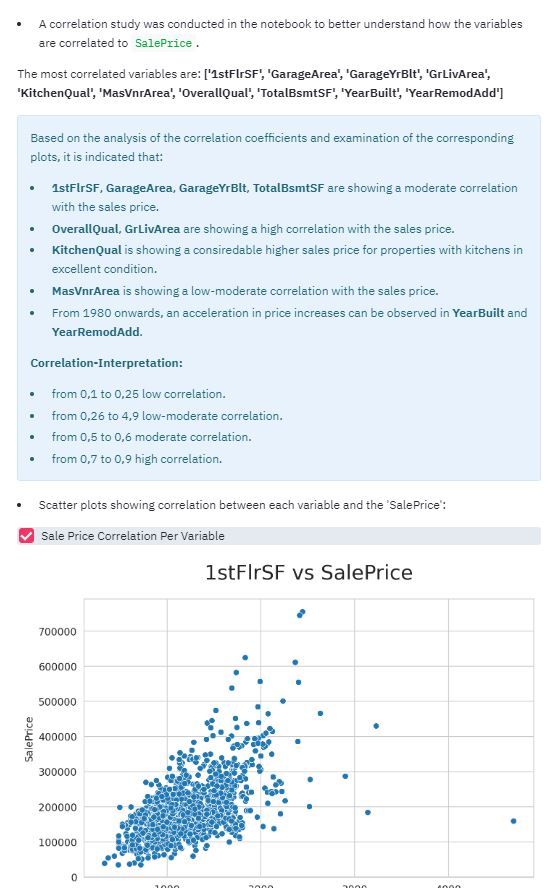 A correlation study was conducted in the notebook to better understand how the variables
are correlated to SalePrice .
The most correlated variables are: ['1stFlrSF', 'GarageArea', 'GarageYrBlt', 'GrLivArea',
'KitchenQual', 'MasVnrArea', 'OverallQual', 'TotalBsmtSF', 'YearBuilt', 'YearRemodAdd']
Based on the analysis of the correlation coefficients and examination of the corresponding
plots, it is indicated that:
1stFlrSF, GarageArea, GarageYrBlt, TotalBsmtSF are showing a moderate correlation
with the sales price.
OverallQual, GrLivArea are showing a high correlation with the sales price.
KitchenQual is showing a consiredable higher sales price for properties with kitchens in
excellent condition.
MasVnrArea is showing a low-moderate correlation with the sales price.
From 1980 onwards, an acceleration in price increases can be observed in YearBuilt and
YearRemodAdd.
Correlation-Interpretation:
from 0,1 to 0,25 low correlation.
from 0,26 to 4,9 low-moderate correlation.
from 0,5 to 0,6 moderate correlation.
from 0,7 to 0,9 high correlation.
Scatter plots showing correlation between each variable and the 'SalePrice':
Sale Price Correlation Per Variable
1stFlrSF vs SalePrice
700000
600000
500000
400000
300000
200000
100000
0
SalePrice
1000 2000 3000 4000